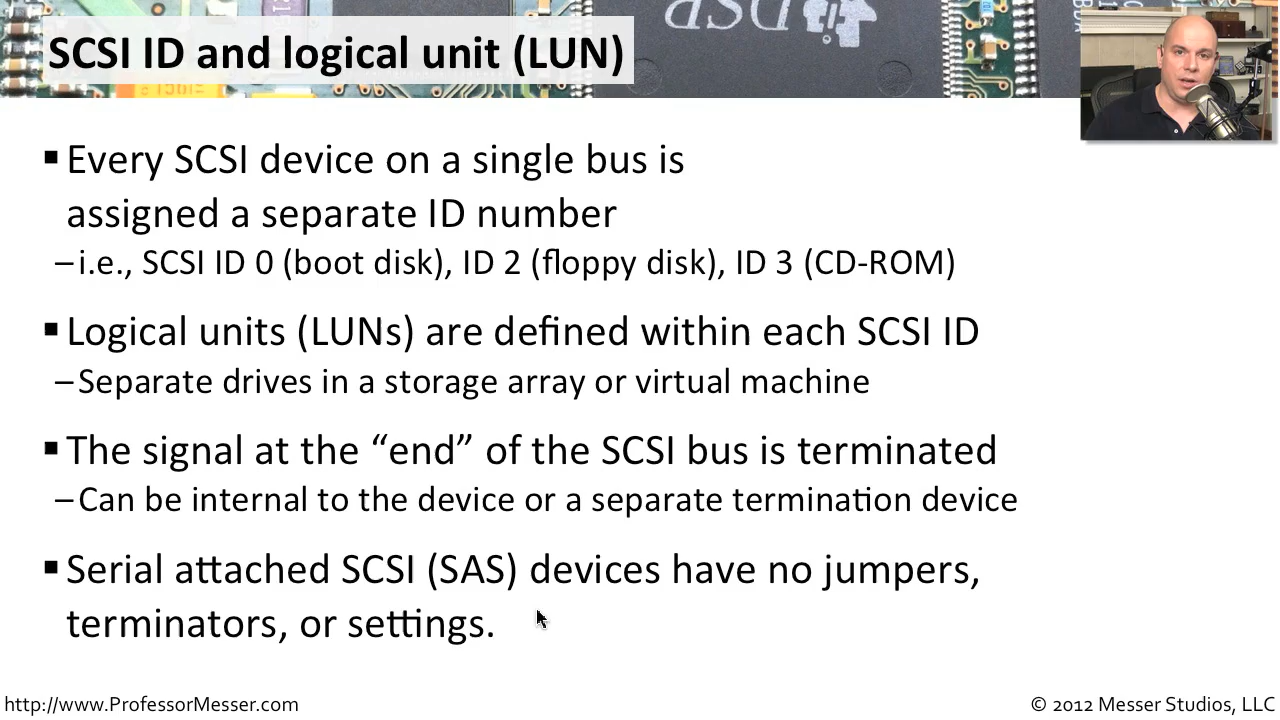 SCSI ID and logical unit (LUN)
DSP
▪ Every SCSI device on a single bus is
assigned a separate ID number
– i.e., SCSI ID 0 (boot disk), ID 2 (floppy disk), ID 3 (CD-ROM)
▪ Logical units (LUNs) are defined within each SCSI ID
– Separate drives in a storage array or virtual machine
▪ The signal at the “end” of the SCSI bus is terminated
– Can be internal to the device or a separate termination device
▪ Serial attached SCSI (SAS) devices have no jumpers,
terminators, or settings.
http://www.ProfessorMesser.com
© 2012 Messer Studios, LLC